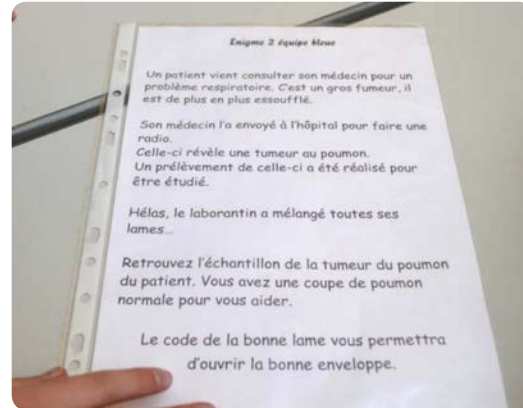 Enigme 2 équipe bleue
Un patient vient consulter son médecin pour un
problème respiratoire. C'est un gros fumeur, il
est de plus en plus essoufflé.
Son médecin l'a envoyé à l'hôpital pour faire une
radio.
Celle-ci révèle une tumeur au poumon.
Un prélèvement de celle-ci a été réalisé pour
être étudié.
Hélas, le laborantin a mélangé toutes ses
lames...
Retrouvez l'échantillon de la tumeur du poumon
du patient. Vous avez une coupe de poumon
normale pour vous aider.
Le code de la bonne lame vous permettra
d'ouvrir la bonne enveloppe.